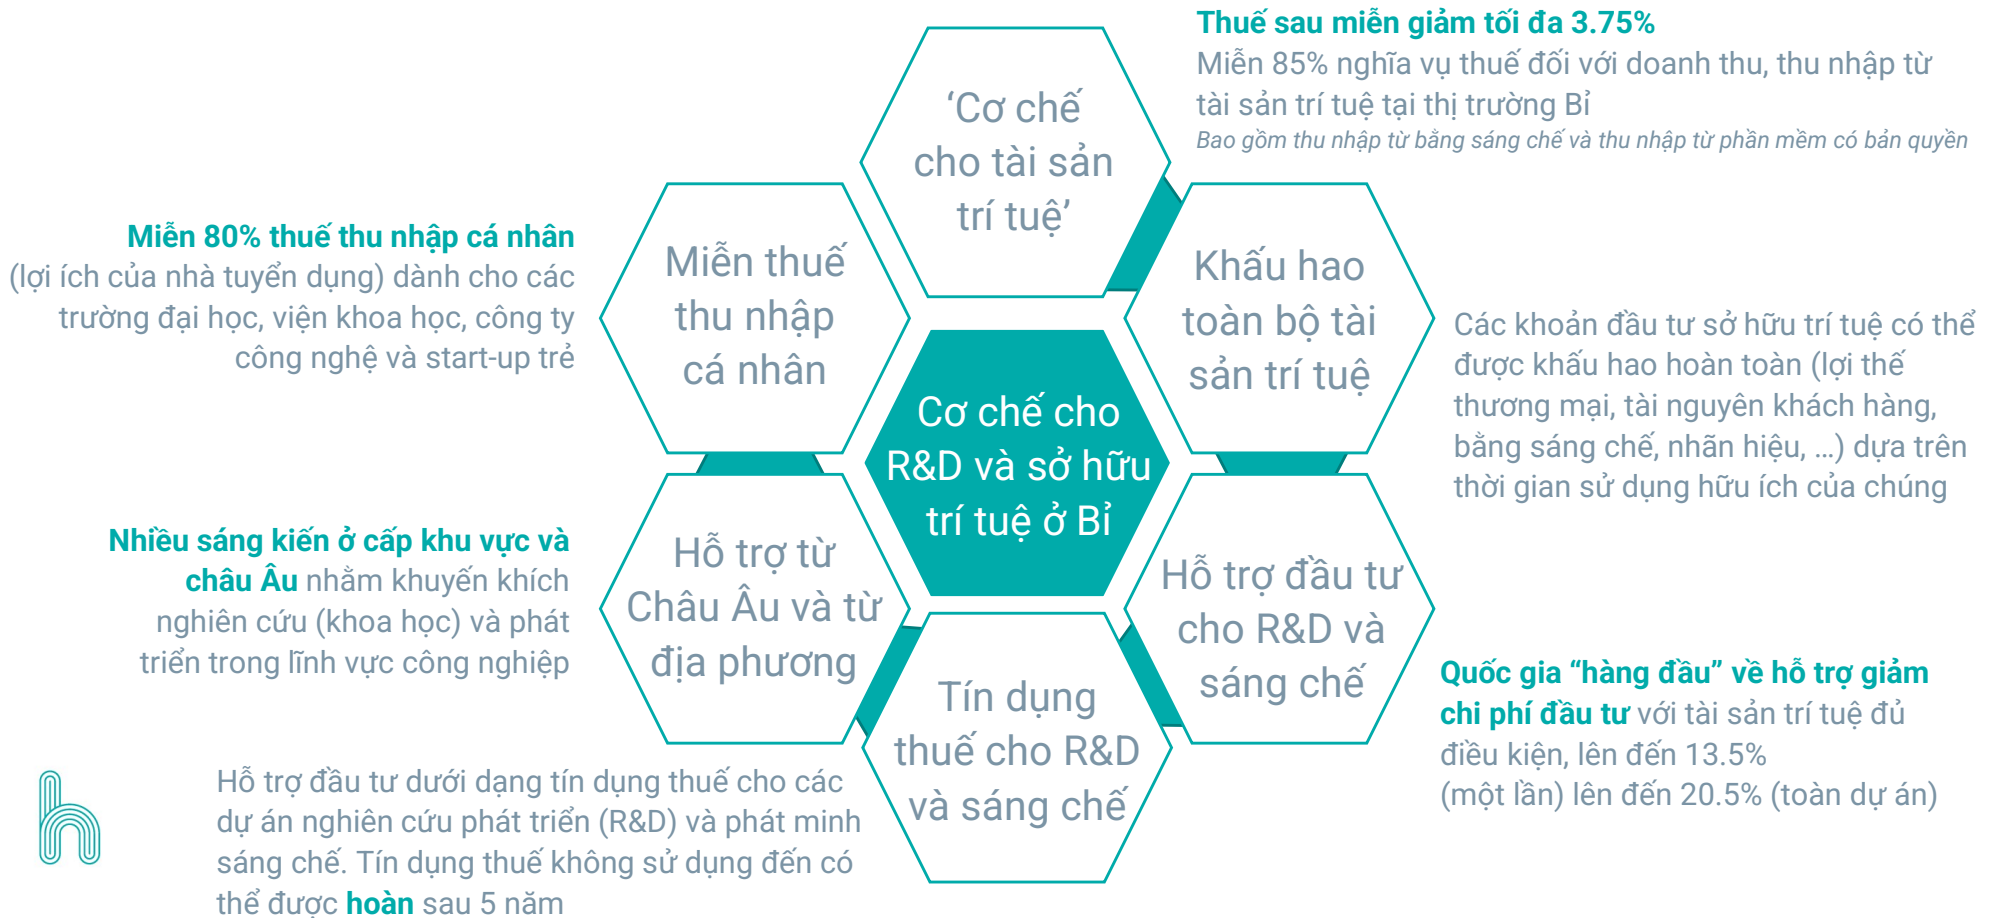 Thuế sau miễn giảm tối đa 3.75%
Miễn 85% nghĩa vụ thuế đối với doanh thu, thu nhập từ
tài sản trí tuệ tại thị trường Bỉ
Bao gồm thu nhập từ bằng sáng chế và thu nhập từ phần mềm có bản quyền
‘Cơ chế
cho tài sản
trí tuệ’
Miễn 80% thuế thu nhập cá nhân
(lợi ích của nhà tuyển dụng) dành cho các
trường đại học, viện khoa học, công ty
công nghệ và start-up trẻ
Miễn thuế
thu nhập
cá nhân
Khấu hao
toàn bộ tài
sản trí tuệ
Các khoản đầu tư sở hữu trí tuệ có thể
được khấu hao hoàn toàn (lợi thế
thương mại, tài nguyên khách hàng,
bằng sáng chế, nhãn hiệu, ...) dựa trên
thời gian sử dụng hữu ích của chúng
Cơ chế cho
R&D và sở hữu
trí tuệ ở Bỉ
Nhiều sáng kiến ở cấp khu vực và
châu Âu nhằm khuyến khích
nghiên cứu (khoa học) và phát
triển trong lĩnh vực công nghiệp
Hỗ trợ từ
Châu Âu và từ
địa phương
Hỗ trợ đầu tư
cho R&D và
sáng chế
Quốc gia “hàng đầu” về hỗ trợ giảm
chi phí đầu tư với tài sản trí tuệ đủ
điều kiện, lên đến 13.5%
(một lần) lên đến 20.5% (toàn dự án)
Tín dụng
thuế cho R&D
và sáng chế
Hỗ trợ đầu tư dưới dạng tín dụng thuế cho các
dự án nghiên cứu phát triển (R&D) và phát minh
sáng chế. Tín dụng thuế không sử dụng đến có
thể được hoàn sau 5 năm
h